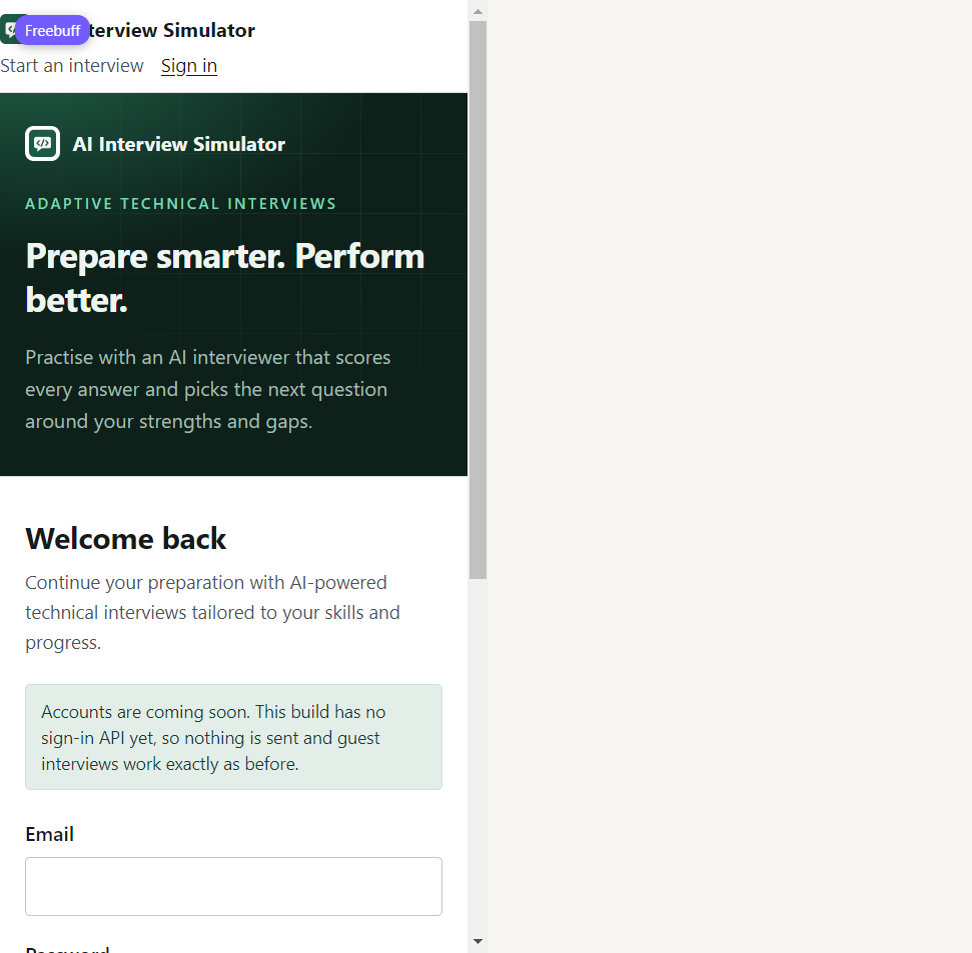 Freebuff
terview Simulator
Start an interview Sign in
AI Interview Simulator
ADAPTIVE TECHNICAL INTERVIEWS
Prepare smarter. Perform
better.
Practise with an AI interviewer that scores
every answer and picks the next question
around your strengths and gaps.
Welcome back
Continue your preparation with AI-powered
technical interviews tailored to your skills and
progress.
Accounts are coming soon. This build has no
sign-in API yet, so nothing is sent and guest
interviews work exactly as before.
Email
Password